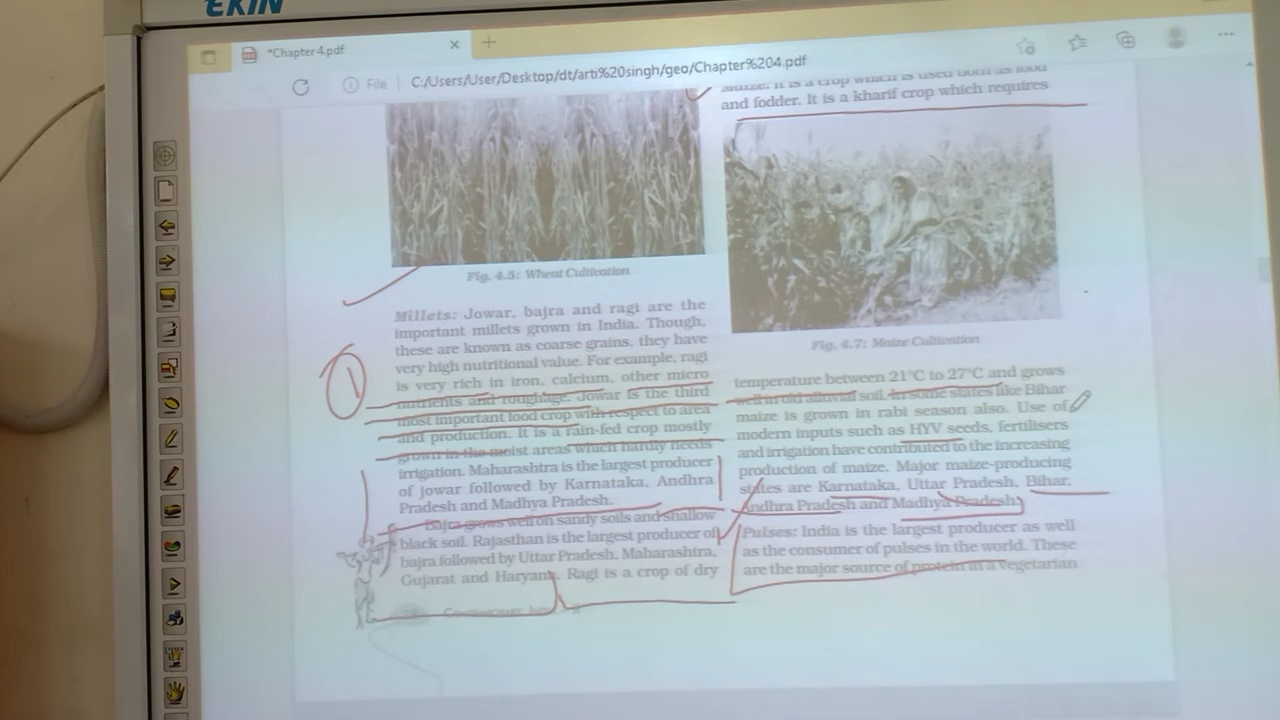 EKIN
*Chapter4.pdf
File | C:/Users/User/Desktop/dt/arti%20singh/geo/Chapter%204.pdf
Fig. 4.5: Wheat Cultivation
Millets: Jowar, bajra and ragi are the
important millets grown in India. Though,
these are known as coarse grains, they have
very high nutritional value. For example, ragi
is very rich in iron, calcium, other micro
nutrients and roughage. Jowar is the third
most important food crop with respect to area
and production. It is a rain-fed crop mostly
grown in the moist areas which hardly needs
irrigation. Maharashtra is the largest producer
of jowar followed by Karnataka, Andhra
Pradesh and Madhya Pradesh.
Bajra grows well on sandy soils and shallow
black soil. Rajasthan is the largest producer of
bajra followed by Uttar Pradesh, Maharashtra,
Gujarat and Haryana. Ragi is a crop of dry
maize. It is a crop which is used both as food
and fodder. It is a kharif crop which requires
Fig. 4.7: Maize Cultivation
temperature between 21°C to 27°C and grows
well in old alluvial soil. In some states like Bihar
maize is grown in rabi season also. Use of
modern inputs such as HYV seeds, fertilisers
and irrigation have contributed to the increasing
production of maize. Major maize-producing
states are Karnataka, Uttar Pradesh, Bihar,
Andhra Pradesh and Madhya Pradesh.
Pulses: India is the largest producer as well
as the consumer of pulses in the world. These
are the major source of protein in a vegetarian